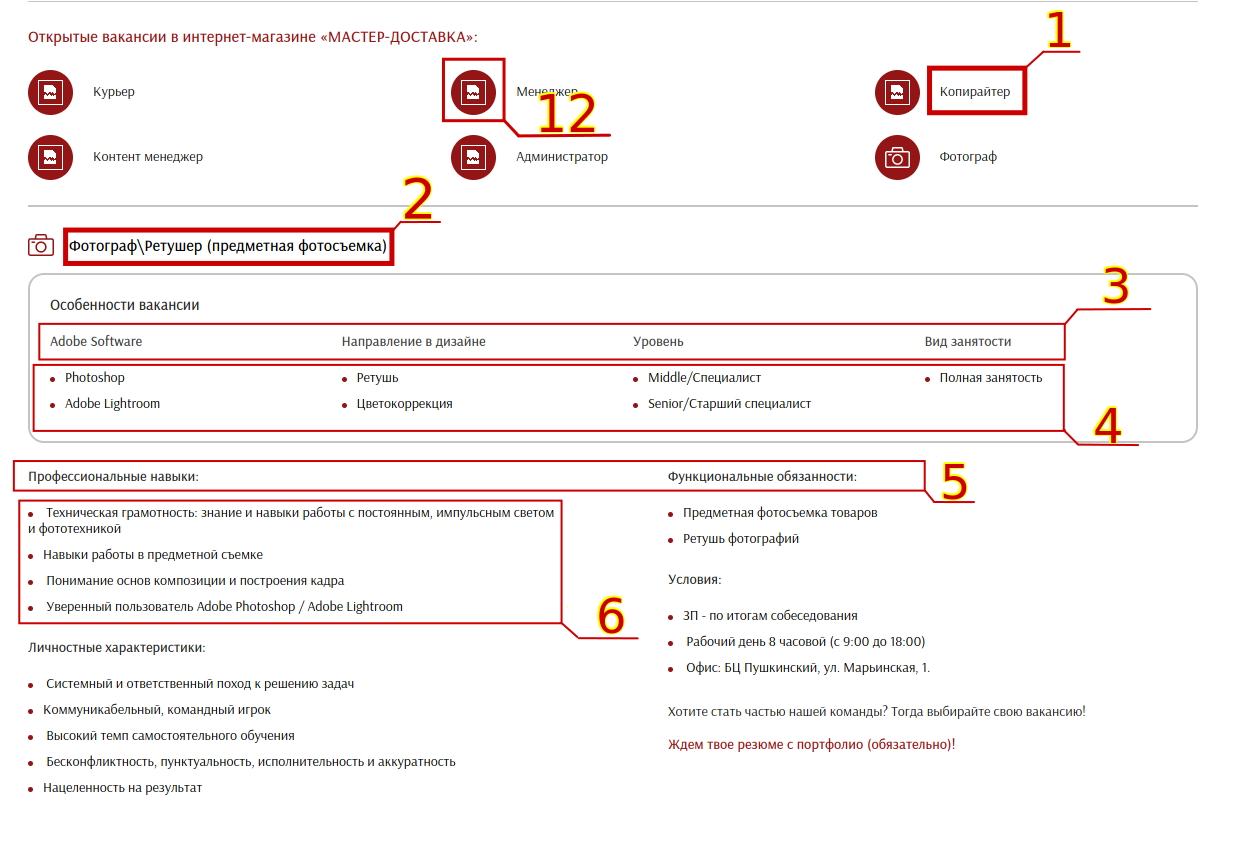 Открытые вакансии в интернет-магазине «МАСТЕР-ДОСТАВКА»:
1
Курьер
Менеджер
Копирайтер
12
Контент менеджер
Администратор
Фотограф
2
Фотограф\Ретушер (предметная фотосъемка)
3
Особенности вакансии
Adobe Software
Направление в дизайне
Уровень
Вид занятости
Photoshop
Ретушь
Middle/Специалист
Полная занятость
Adobe Lightroom
Цветокоррекция
Senior/Старший специалист
4
Профессиональные навыки:
5
Техническая грамотность: знание и навыки работы с постоянным, импульсным светом
и фототехникой
Навыки работы в предметной съемке
Понимание основ композиции и построения кадра
Уверенный пользователь Adobe Photoshop / Adobe Lightroom
6
Личностные характеристики:
Системный и ответственный поход к решению задач
Коммуникабельный, командный игрок
Высокий темп самостоятельного обучения
Бесконфликтность, пунктуальность, исполнительность и аккуратность
Нацеленность на результат
Функциональные обязанности:
Предметная фотосъемка товаров
Ретушь фотографий
Условия:
ЗП - по итогам собеседования
Рабочий день 8 часовой (с 9:00 до 18:00)
Офис: БЦ Пушкинский, ул. Марьинская, 1.
Хотите стать частью нашей команды? Тогда выбирайте свою вакансию!
Ждем твое резюме с портфолио (обязательно)!